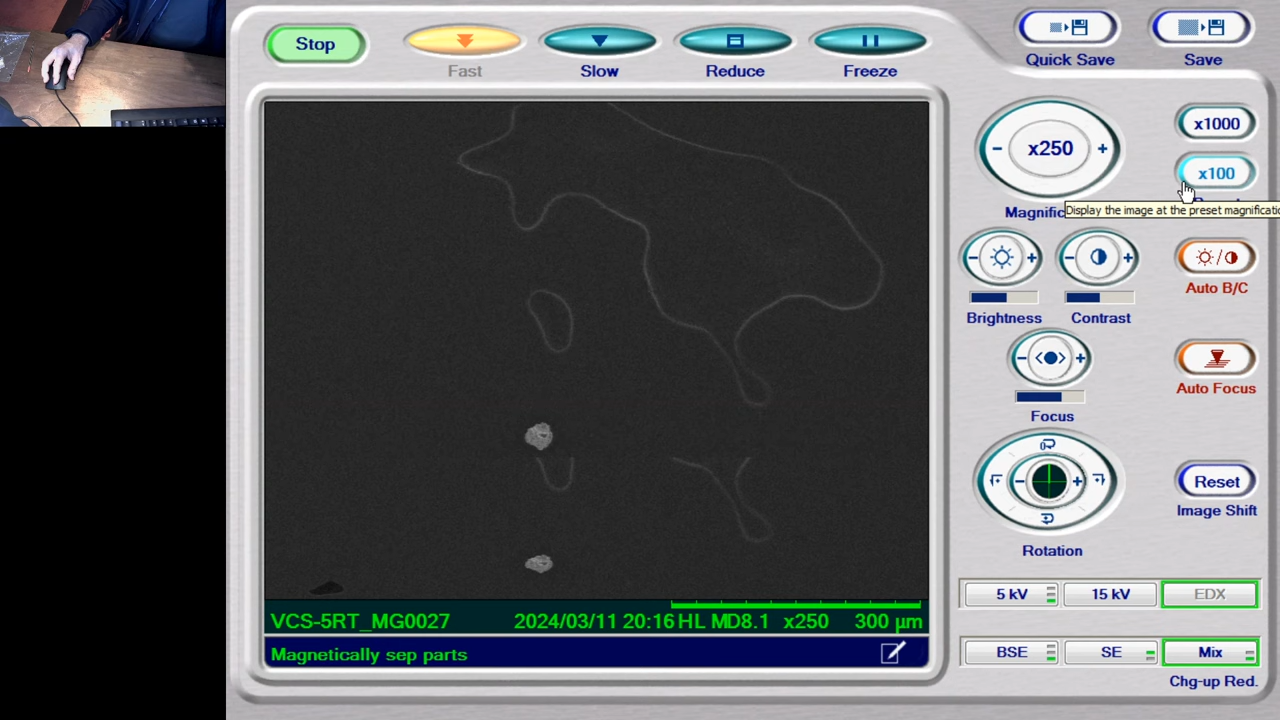 Stop
Fast
Slow
Reduce
Freeze
Quick Save
Save
x250
x1000
x100
Magnific
Display the image at the preset magnificatio
Brightness
Contrast
Auto B/C
Focus
Auto Focus
Rotation
Reset
Image Shift
5 kV
15 kV
EDX
BSE
SE
Mix
Chg-up Red.
VCS-5RT_MG0027 2024/03/11 20:16 HL MD8.1 x250 300 µm
Magnetically sep parts